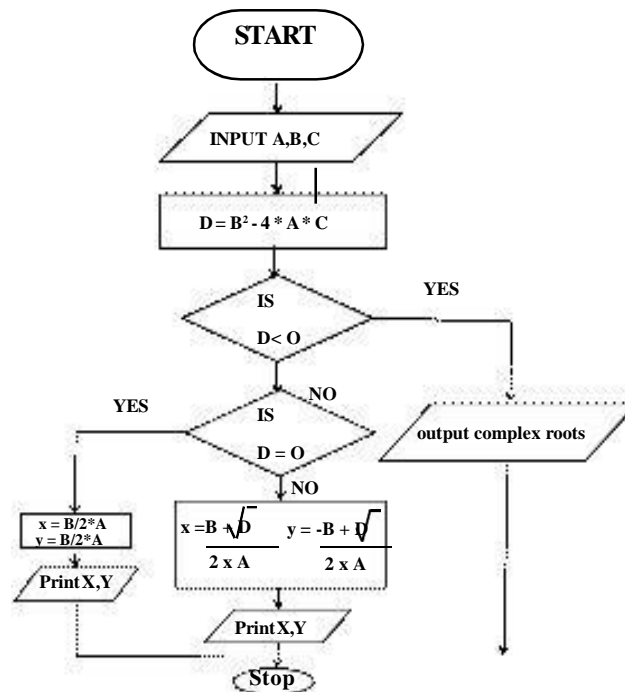 START
INPUT A,B,C
D = B² - 4 * A * C
IS
D< O
YES
NO
YES
IS
D = O
output complex roots
NO
x = B/2*A
y = B/2*A
x =B + √D y = -B + √D
2 x A 2 x A
Print X,Y
Print X,Y
Stop